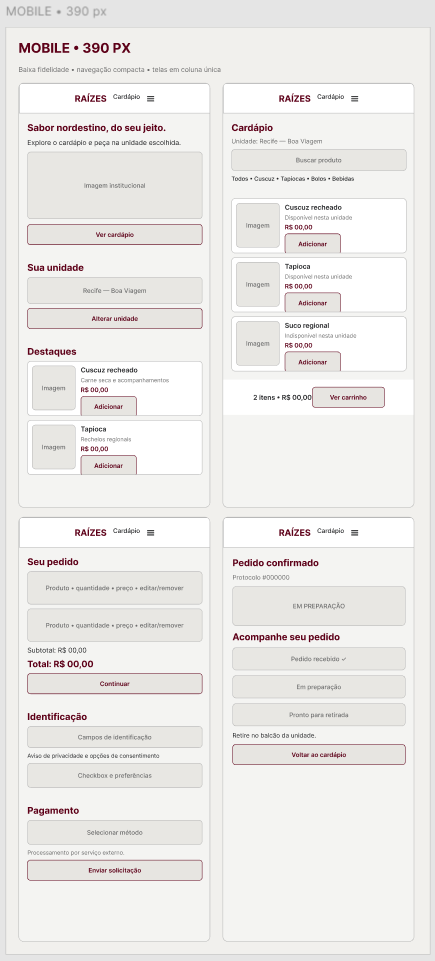 MOBILE • 390 px
MOBILE • 390 PX
Baixa fidelidade • navegação compacta • telas em coluna única
RAÍZES Cardápio
Sabor nordestino, do seu jeito.
Explore o cardápio e peça na unidade escolhida.
Imagem institucional
Ver cardápio
Sua unidade
Recife — Boa Viagem
Alterar unidade
Destaques
Imagem
Cuscuz recheado
Carne seca e acompanhamentos
R$ 00,00
Adicionar
Imagem
Tapioca
Recheios regionais
R$ 00,00
Adicionar
RAÍZES Cardápio
Cardápio
Unidade: Recife — Boa Viagem
Buscar produto
Todos • Cuscuz • Tapiocas • Bolos • Bebidas
Imagem
Cuscuz recheado
Disponível nesta unidade
R$ 00,00
Adicionar
Imagem
Tapioca
Disponível nesta unidade
R$ 00,00
Adicionar
Imagem
Suco regional
Indisponível nesta unidade
R$ 00,00
Adicionar
2 itens • R$ 00,00 Ver carrinho
RAÍZES Cardápio
Seu pedido
Produto • quantidade • preço • editar/remover
Produto • quantidade • preço • editar/remover
Subtotal: R$ 00,00
Total: R$ 00,00
Continuar
Identificação
Campos de identificação
Aviso de privacidade e opções de consentimento
Checkbox e preferências
Pagamento
Selecionar método
Processamento por serviço externo.
Enviar solicitação
RAÍZES Cardápio
Pedido confirmado
Protocolo #000000
EM PREPARAÇÃO
Acompanhe seu pedido
Pedido recebido ✓
Em preparação
Pronto para retirada
Retire no balcão da unidade.
Voltar ao cardápio